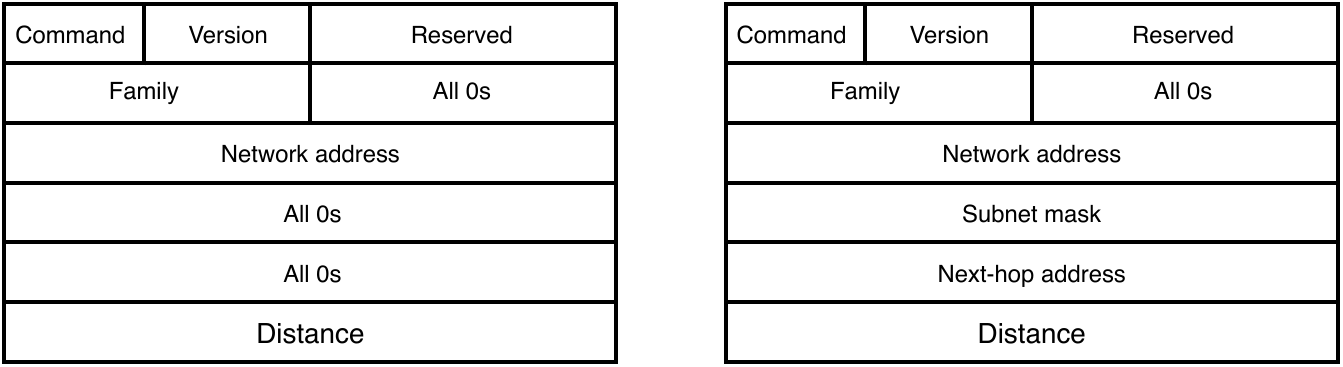 Command Version Reserved
Family All 0s
Network address
All 0s
All 0s
Distance
Command Version Reserved
Family All 0s
Network address
Subnet mask
Next-hop address
Distance